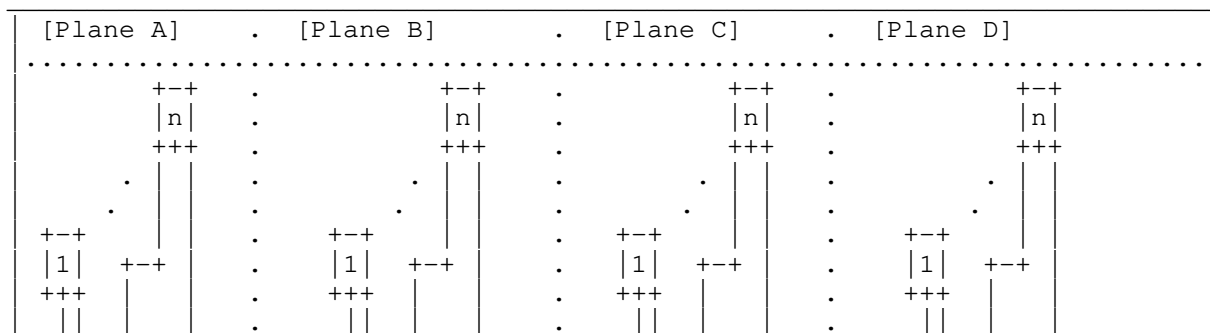 [Plane A] . [Plane B] . [Plane C] . [Plane D]
..........................................................................
+-+ . +-+ . +-+ . +-+
|n| . |n| . |n| . |n|
+++ . +++ . +++ . +++
. | | . . | | . . | | . . | |
. | | . . | | . . | | . . | |
+-+ | | . +-+ | | . +-+ | | . +-+ | |
|1| +-+ | . |1| +-+ | . |1| +-+ | . |1| +-+ |
+++ | | . +++ | | . +++ | | . +++ | |
|| | | . || | | . || | | . || | |